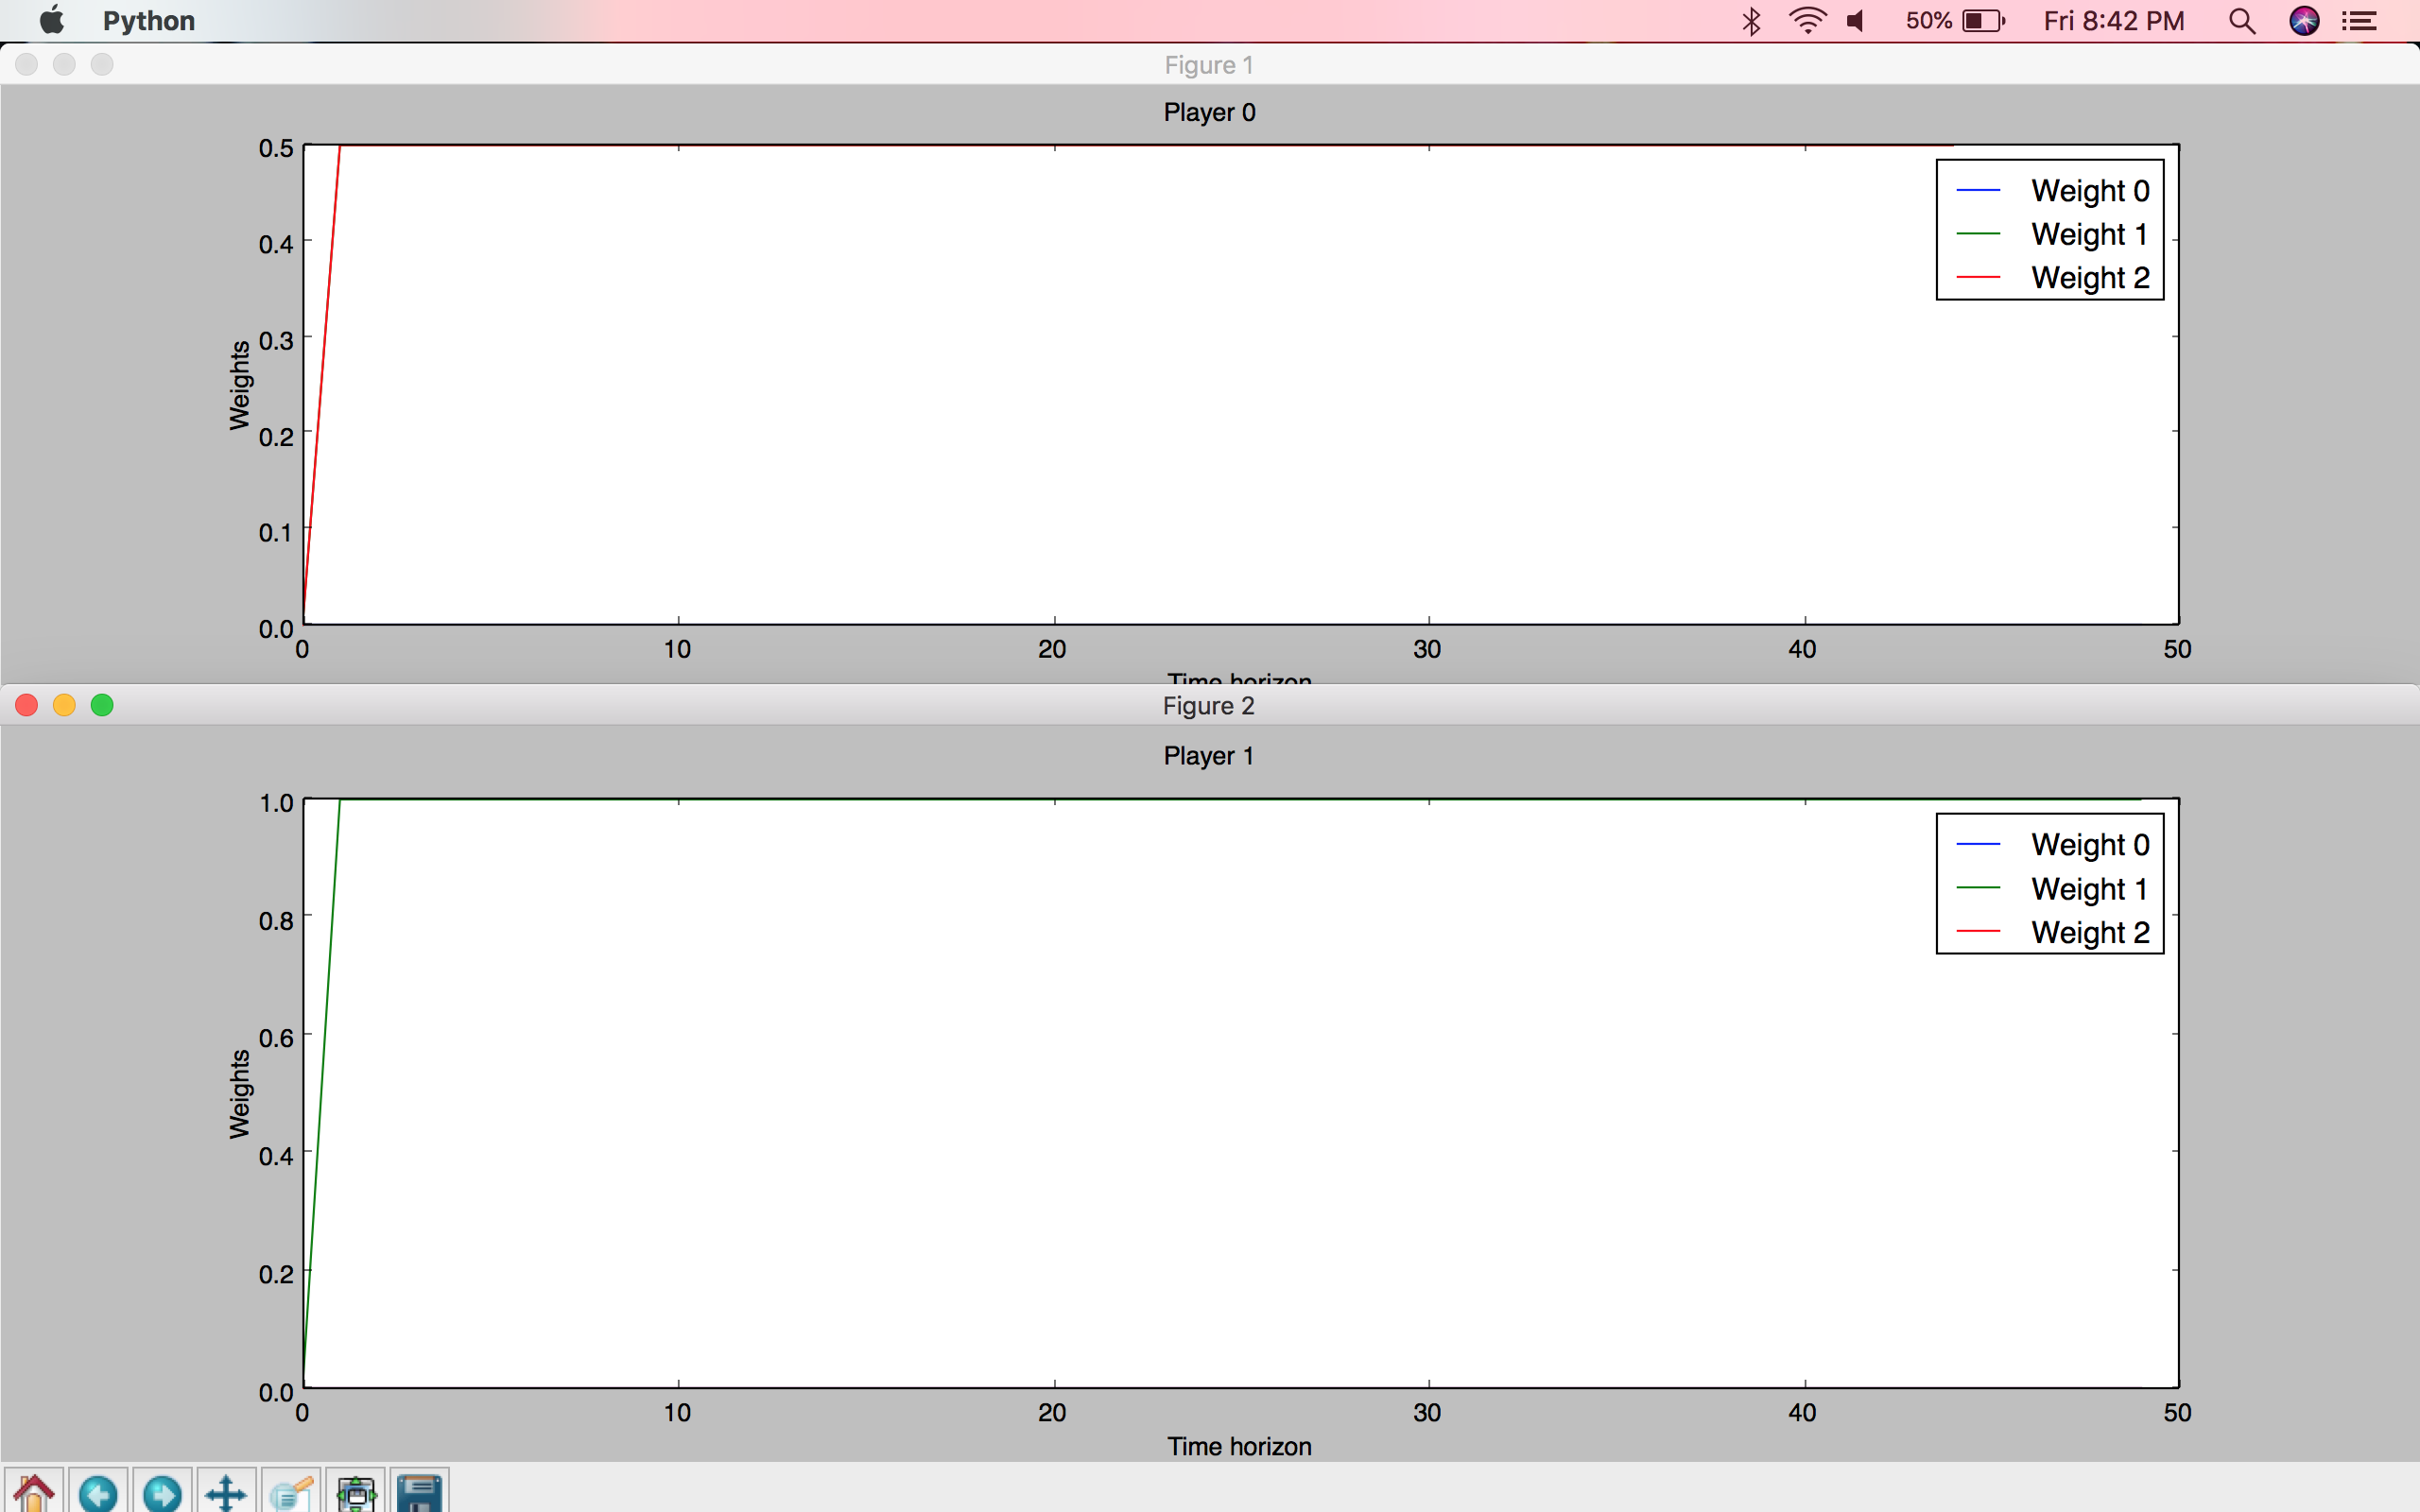 Python 50% Fri 8:42 PM
Figure 1
Player 0
0.5
0.4
0.3
0.2
0.1
0.0
Weights
Weight 0
Weight 1
Weight 2
0 10 20 30 40 50
Time horizon
Figure 2
Player 1
1.0
0.8
0.6
0.4
0.2
0.0
Weights
Weight 0
Weight 1
Weight 2
0 10 20 30 40 50
Time horizon